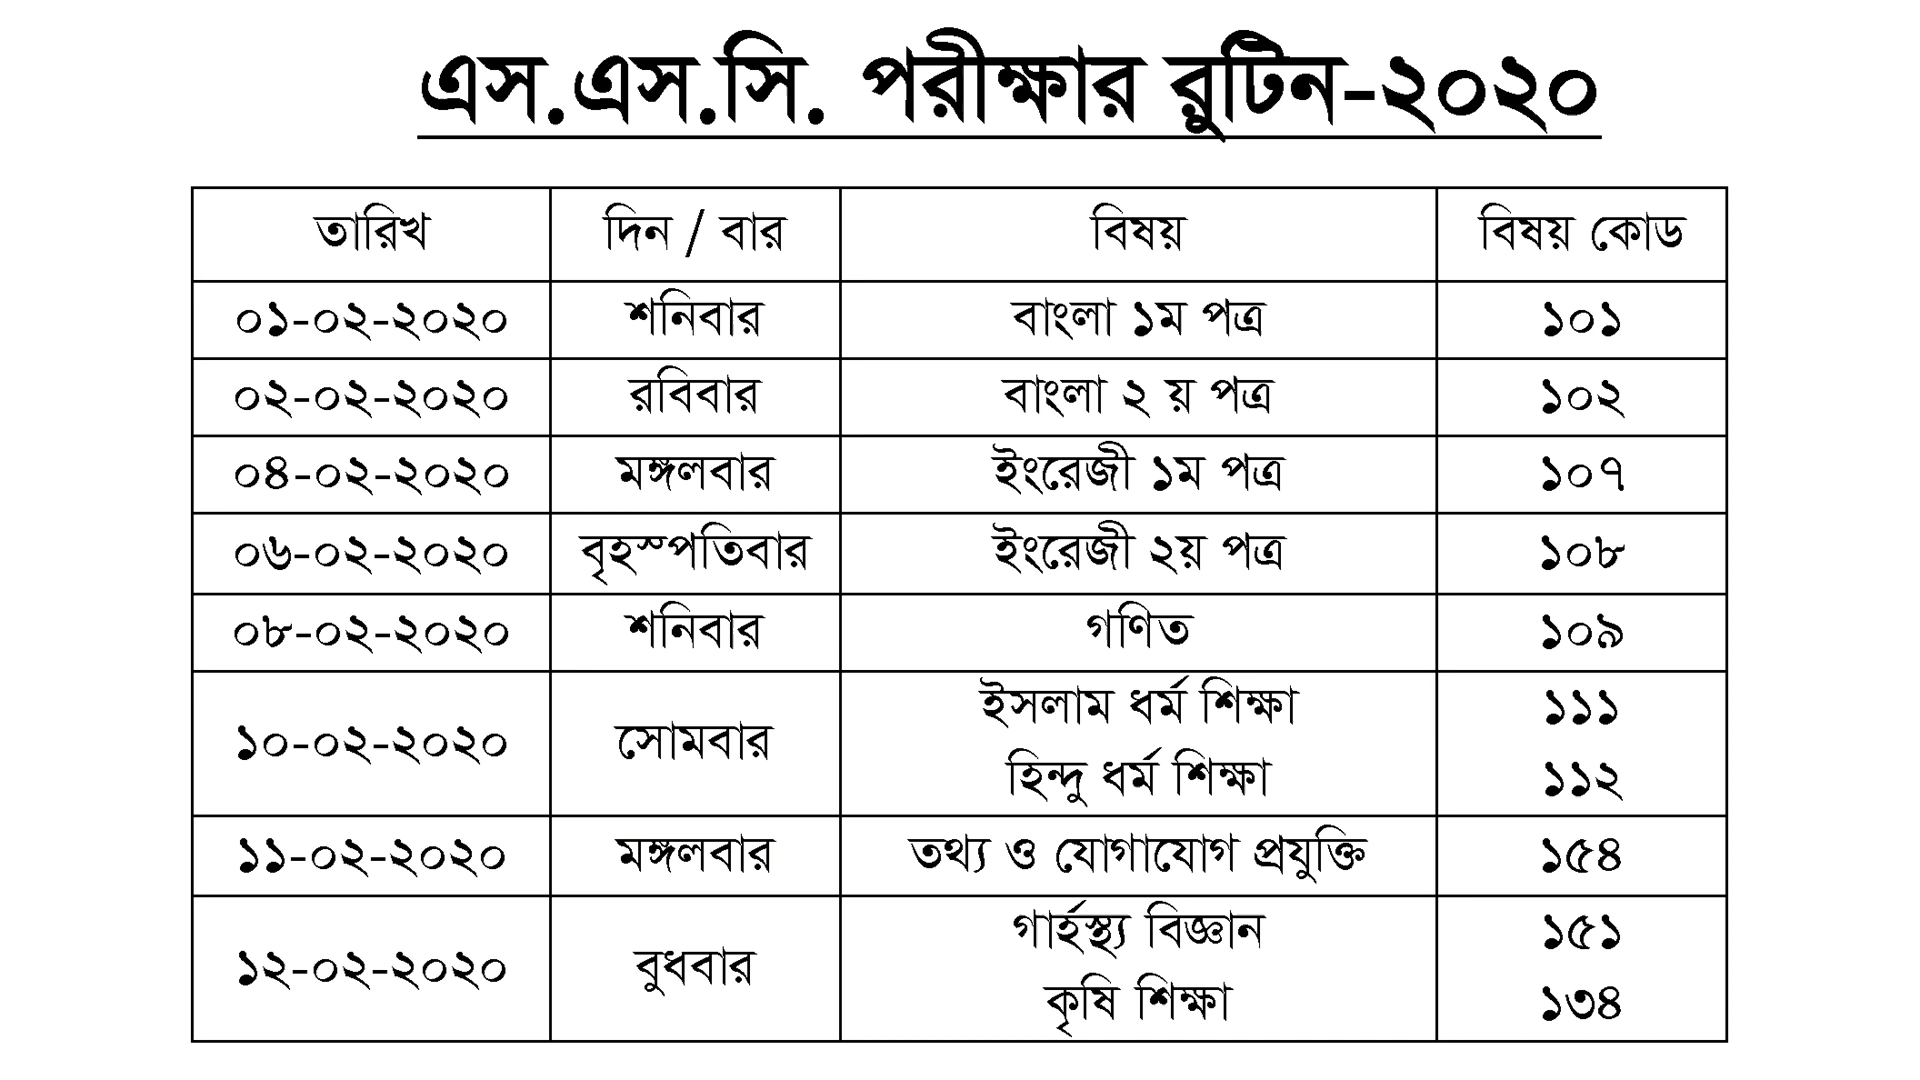 এস.এস.সি. পরীক্ষার রুটিন-২০২০
তারিখ দিন / বার বিষয় বিষয় কোড
০১-০২-২০২০ শনিবার বাংলা ১ম পত্র ১০১
০২-০২-২০২০ রবিবার বাংলা ২ য় পত্র ১০২
০৪-০২-২০২০ মঙ্গলবার ইংরেজী ১ম পত্র ১০৭
০৬-০২-২০২০ বৃহস্পতিবার ইংরেজী ২য় পত্র ১০৮
০৮-০২-২০২০ শনিবার গণিত ১০৯
১০-০২-২০২০ সোমবার ইসলাম ধর্ম শিক্ষা ১১১
হিন্দু ধর্ম শিক্ষা ১১২
১১-০২-২০২০ মঙ্গলবার তথ্য ও যোগাযোগ প্রযুক্তি ১৫৪
১২-০২-২০২০ বুধবার গার্হস্থ্য বিজ্ঞান ১৫১
কৃষি শিক্ষা ১৩৪